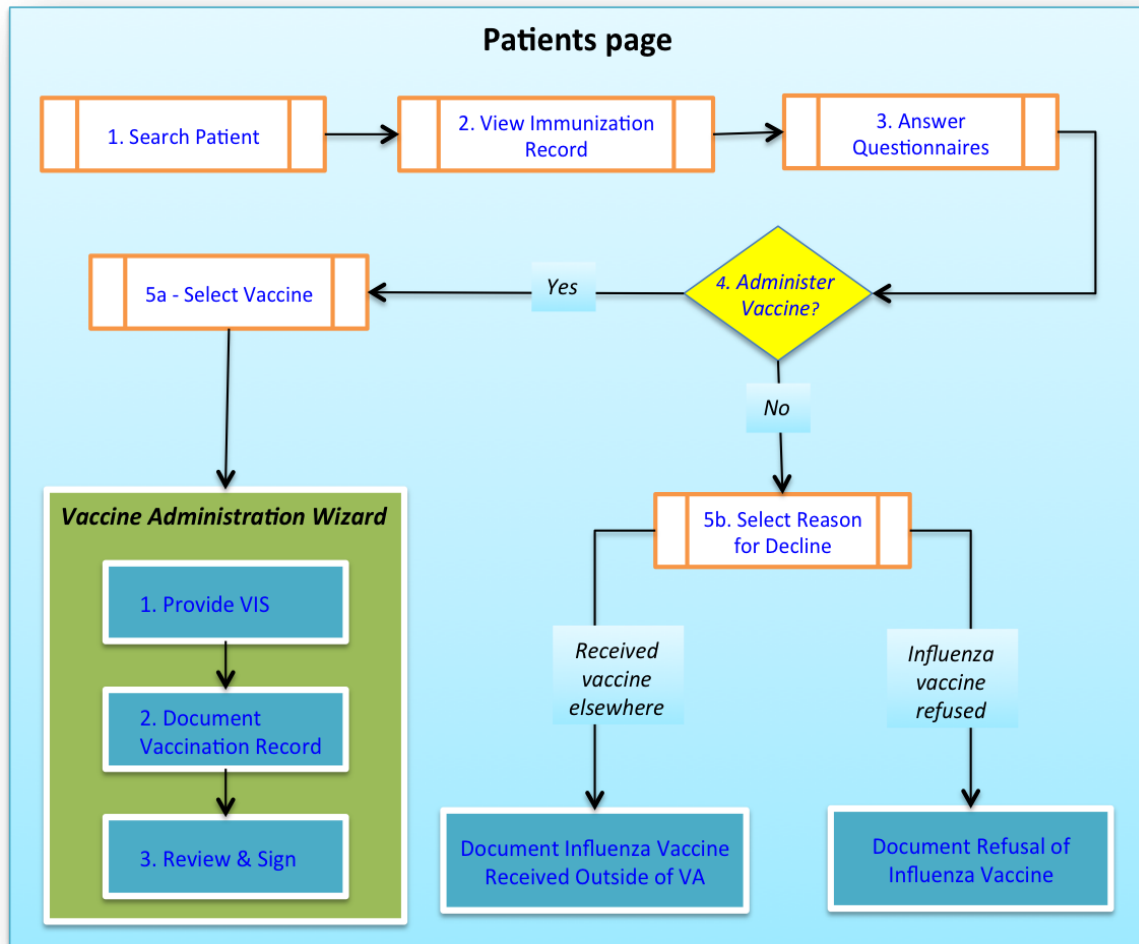 Patients page
1. Search Patient
2. View Immunization
Record
3. Answer
Questionnaires
4. Administer
Vaccine?
Yes
5a - Select Vaccine
No
Vaccine Administration Wizard
1. Provide VIS
2. Document
Vaccination Record
3. Review & Sign
5b. Select Reason
for Decline
Received
vaccine
elsewhere
Influenza
vaccine
refused
Document Influenza Vaccine
Received Outside of VA
Document Refusal of
Influenza Vaccine